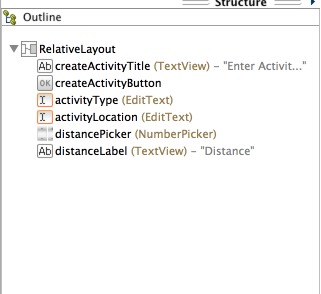 Structure
Outline
RelativeLayout
Ab createActivityTitle (TextView) – "Enter Activit..."
OK createActivityButton
activityType (EditText)
activityLocation (EditText)
distancePicker (NumberPicker)
Ab distanceLabel (TextView) – "Distance"